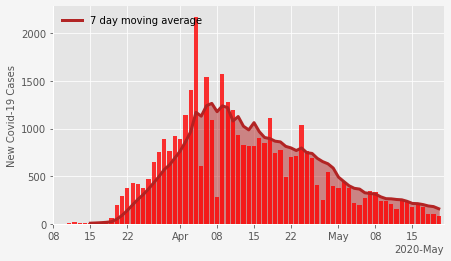 7 day moving average
New Covid-19 Cases
2000
1500
1000
500
0
08 15 22 Apr 08 15 22 May 08 15
2020-May